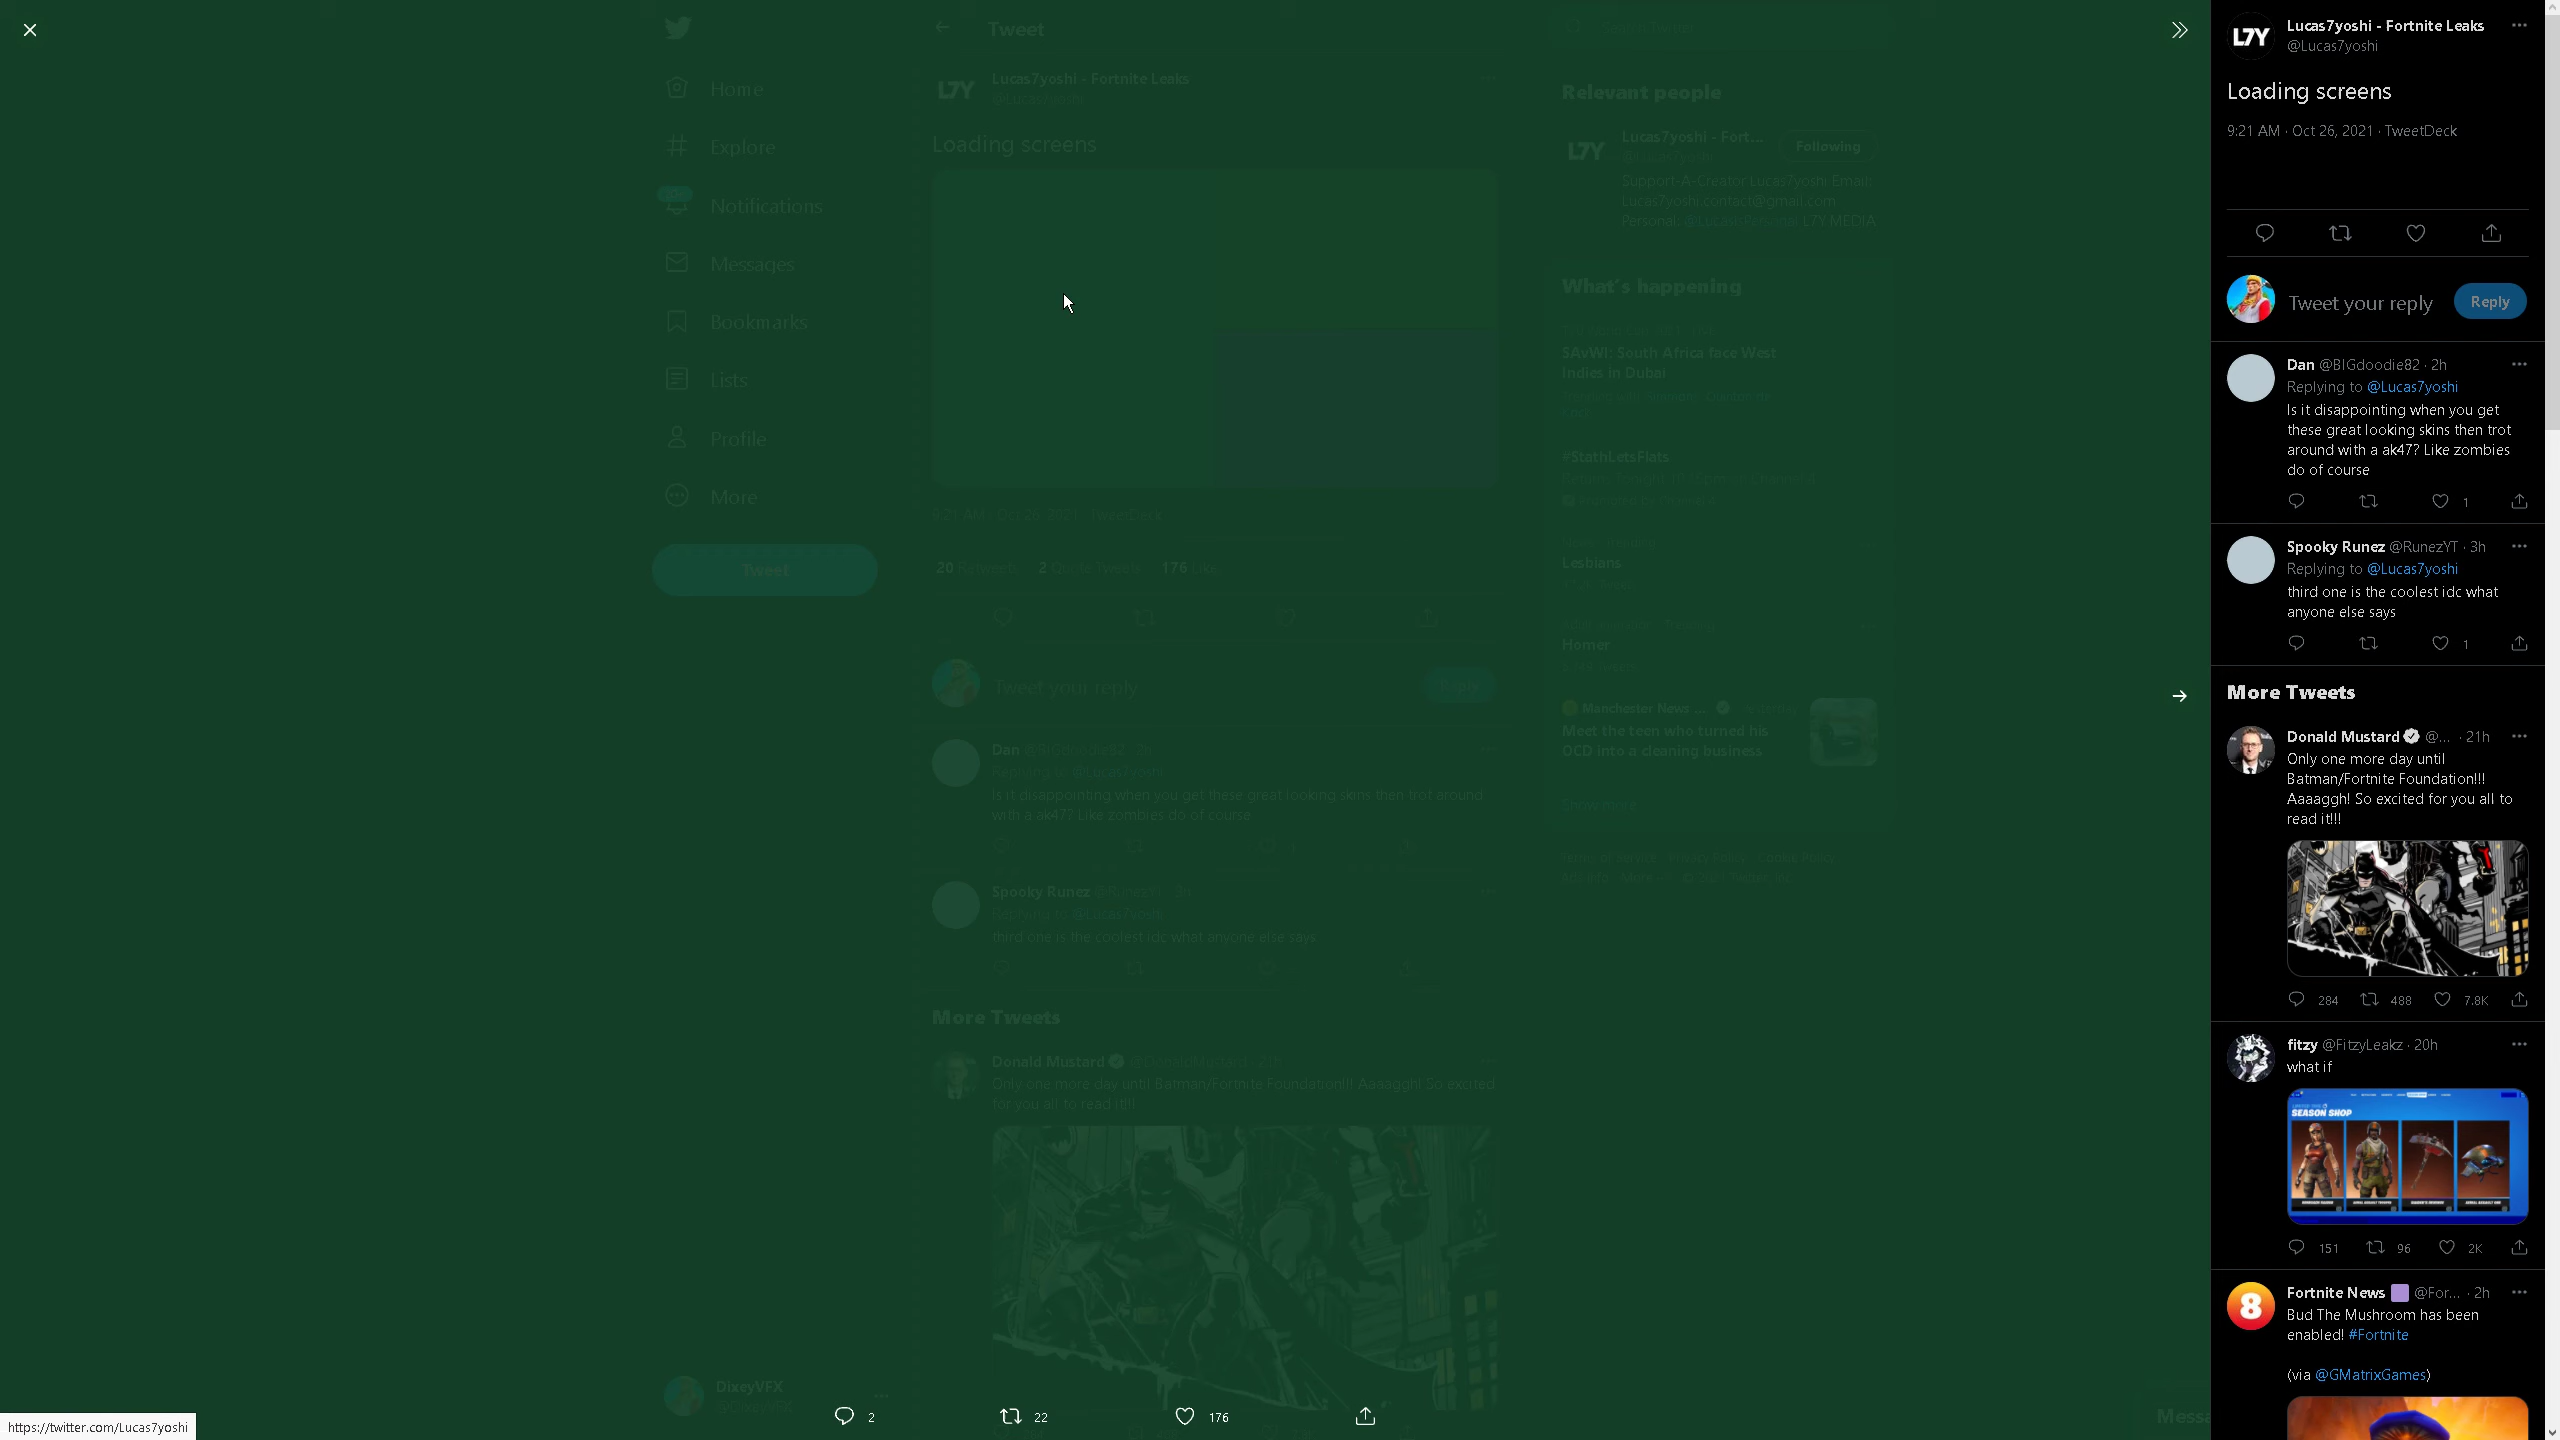 Tweet
Lucas7yoshi - Fortnite Leaks
@Lucas7yoshi
Loading screens
Home
Explore
Notifications
Messages
Bookmarks
Lists
Profile
More
Tweet
9:21 AM · Oct 26, 2021 · TweetDeck
20 Retweets 2 Quote Tweets 176 Likes
Tweet your reply
Reply
Dan @BIGdoodie82 · 2h
Replying to @Lucas7yoshi
Is it disappointing when you get these great looking skins then trot around
with a ak47? Like zombies do of course
Spooky Runez @RunezYT · 3h
Replying to @Lucas7yoshi
third one is the coolest idc what anyone else says
More Tweets
Donald Mustard @DonaldMustard · 21h
Only one more day until Batman/Fortnite Foundation!!! Aaaaggh! So excited
for you all to read it!!!
DixeyVFX
@DixeyVFX
2
22
176
https://twitter.com/Lucas7yoshi
Relevant people
Lucas7yoshi - Fort...
@Lucas7yoshi
Following
Support-A-Creator:Lucas7yoshi Email:
Lucas7yoshi.contact@gmail.com
Personal: @LucasIsPersonal L7Y MEDIA
What's happening
SAvWI: South Africa face West
Indies in Dubai
#StathLetsFlats
Lesbians
Homer
Manchester News ...
Meet the teen who turned his
OCD into a cleaning business
Show more
Messa
Lucas7yoshi - Fortnite Leaks
@Lucas7yoshi
Loading screens
9:21 AM · Oct 26, 2021 · TweetDeck
Tweet your reply
Reply
Dan @BIGdoodie82 · 2h
Replying to @Lucas7yoshi
Is it disappointing when you get
these great looking skins then trot
around with a ak47? Like zombies
do of course
1
Spooky Runez @RunezYT · 3h
Replying to @Lucas7yoshi
third one is the coolest idc what
anyone else says
1
More Tweets
Donald Mustard @... · 21h
Only one more day until
Batman/Fortnite Foundation!!!
Aaaaggh! So excited for you all to
read it!!!
284 488 7.8K
fitzy @FitzyLeakz · 20h
what if
SEASON SHOP
151 96 2K
Fortnite News @For... · 2h
Bud The Mushroom has been
enabled! #Fortnite
(via @GMatrixGames)